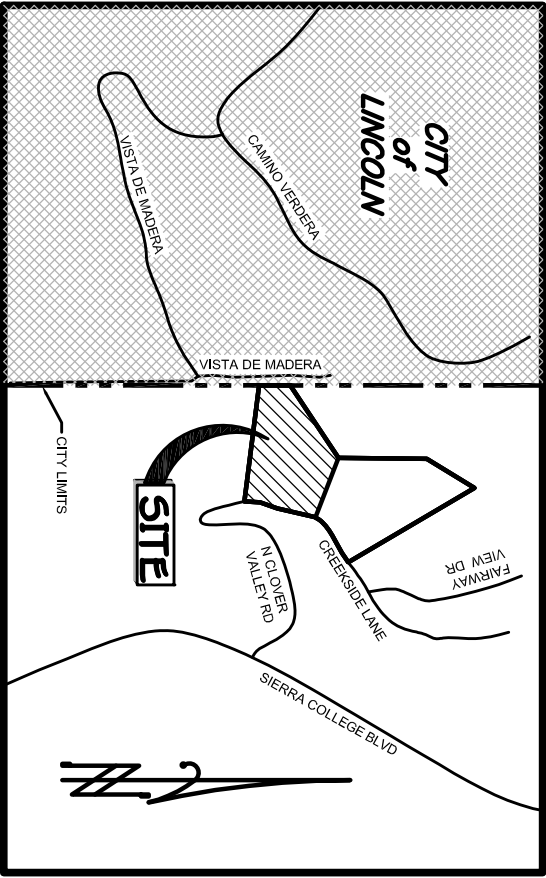 CITY
of
LINCOLN
CAMINO VERDERA
VISTA DE MADERA
VISTA DE MADERA
CITY LIMITS
SITE
N CLOVER
VALLEY RD
CREEKSIDE LANE
FAIRWAY
VIEW DR
SIERRA COLLEGE BLVD